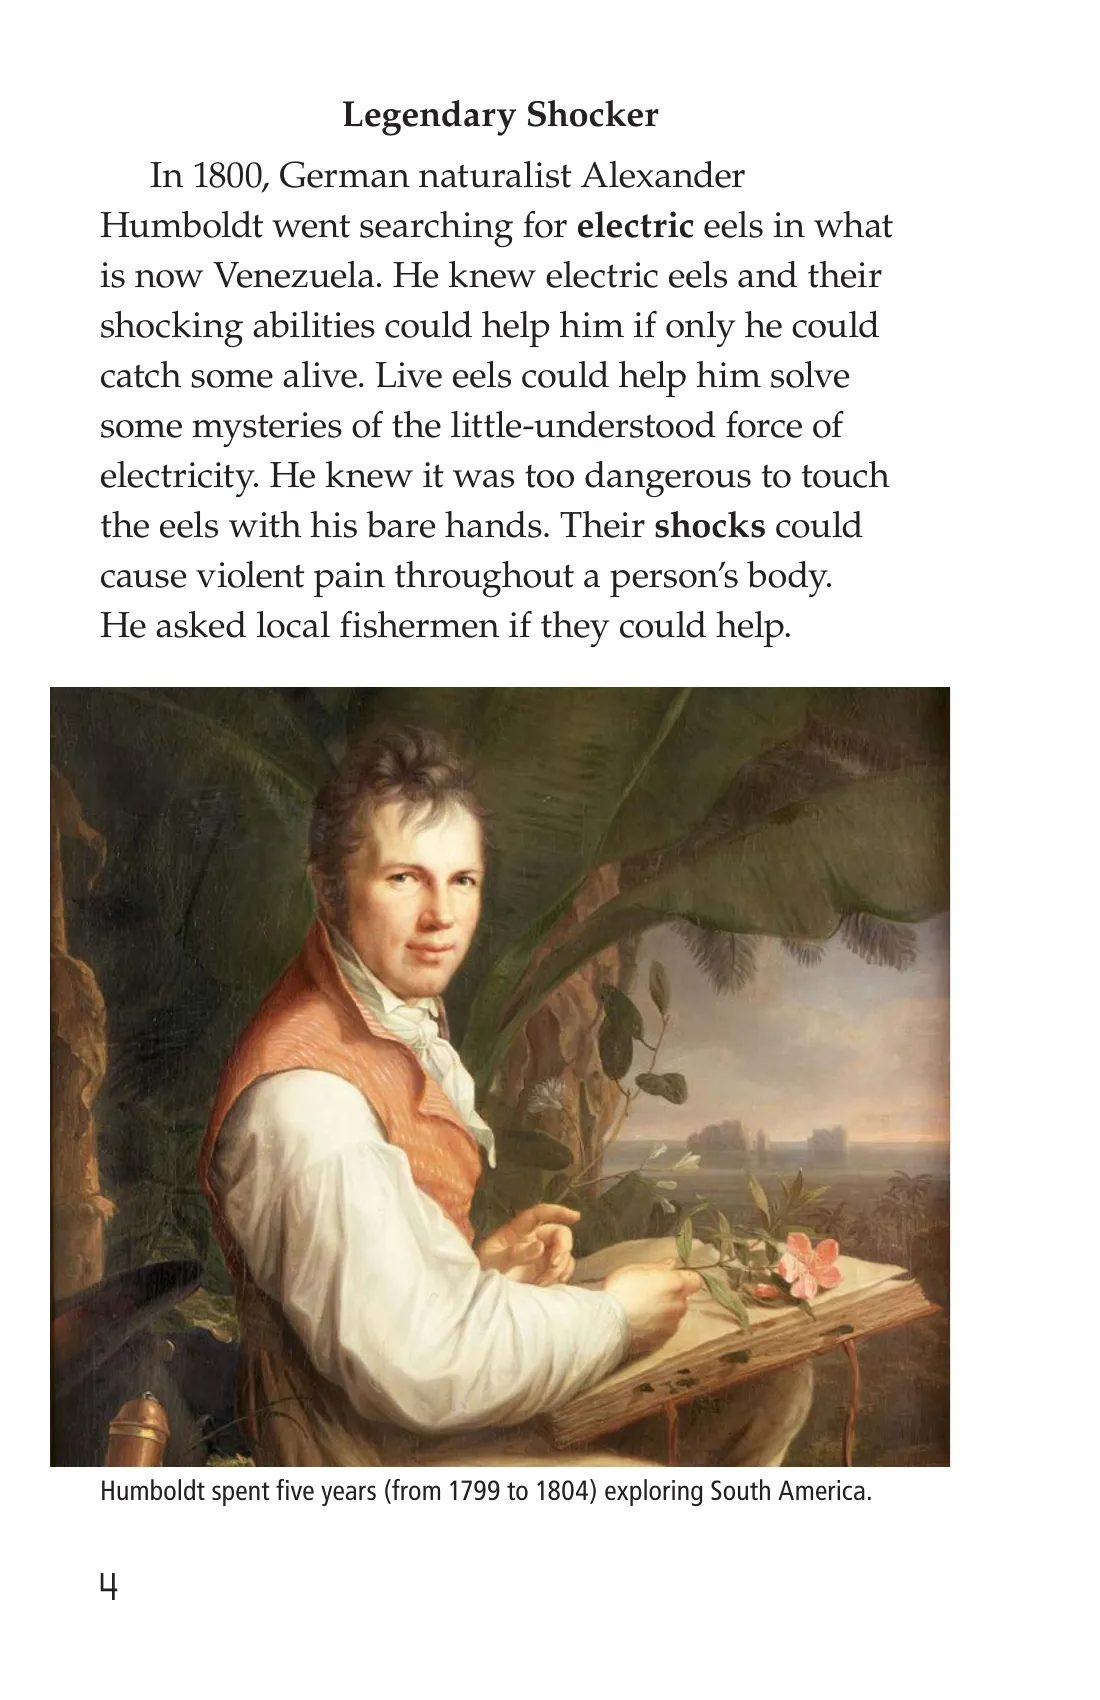 Legendary Shocker
In 1800, German naturalist Alexander
Humboldt went searching for electric eels in what
is now Venezuela. He knew electric eels and their
shocking abilities could help him if only he could
catch some alive. Live eels could help him solve
some mysteries of the little-understood force of
electricity. He knew it was too dangerous to touch
the eels with his bare hands. Their shocks could
cause violent pain throughout a person’s body.
He asked local fishermen if they could help.
Humboldt spent five years (from 1799 to 1804) exploring South America.
4